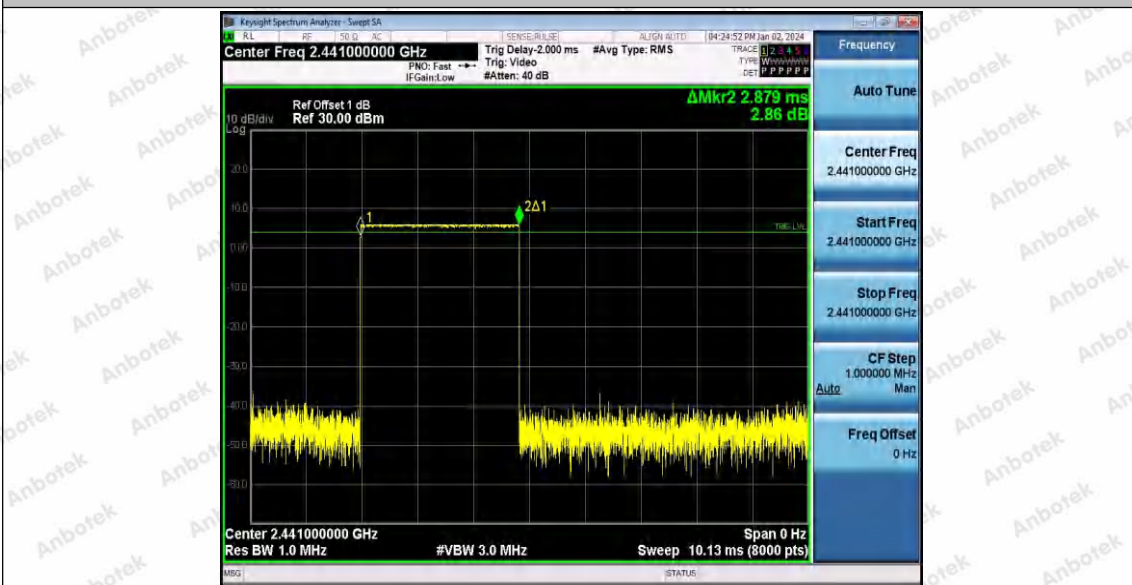 Keysight Spectrum Analyzer - Swept SA
RL RF 50 Ω AC SENSE:PULSE ALIGN AUTO 04:24:52 PM Jan 02, 2024
Center Freq 2.441000000 GHz
PNO: Fast
IFGain:Low
Trig Delay-2.000 ms
Trig: Video
#Atten: 40 dB
#Avg Type: RMS
TRACE 1 2 3 4 5 6
TYPE
DET P P P P P P
Ref Offset 1 dB
10 dB/div Ref 30.00 dBm
Log
ΔMkr2 2.879 ms
2.86 dB
20.0
10.0
0.00
-10.0
-20.0
-30.0
-40.0
-50.0
-60.0
1
2Δ1
TRIG LVL
Center 2.441000000 GHz
Span 0 Hz
Res BW 1.0 MHz
#VBW 3.0 MHz
Sweep 10.13 ms (8000 pts)
MSG
STATUS
Frequency
Auto Tune
Center Freq
2.441000000 GHz
Start Freq
2.441000000 GHz
Stop Freq
2.441000000 GHz
CF Step
1.000000 MHz
Auto Man
Freq Offset
0 Hz
Anbotek